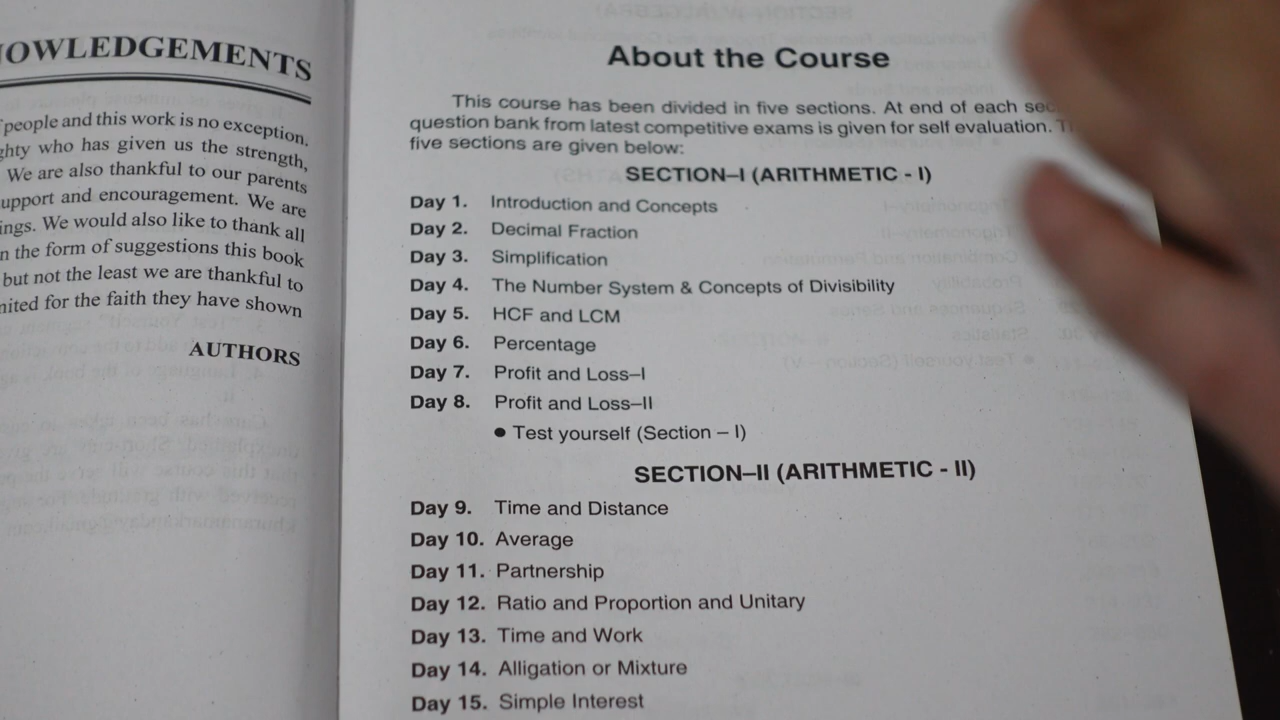 NOWLEDGEMENTS
people and this work is no exception.
ghty who has given us the strength,
We are also thankful to our parents
upport and encouragement. We are
ings. We would also like to thank all
n the form of suggestions this book
but not the least we are thankful to
nited for the faith they have shown
AUTHORS
About the Course
This course has been divided in five sections. At end of each sec
question bank from latest competitive exams is given for self evaluation. T
five sections are given below:
SECTION–I (ARITHMETIC - I)
Day 1. Introduction and Concepts
Day 2. Decimal Fraction
Day 3. Simplification
Day 4. The Number System & Concepts of Divisibility
Day 5. HCF and LCM
Day 6. Percentage
Day 7. Profit and Loss–I
Day 8. Profit and Loss–II
● Test yourself (Section – I)
SECTION–II (ARITHMETIC - II)
Day 9. Time and Distance
Day 10. Average
Day 11. Partnership
Day 12. Ratio and Proportion and Unitary
Day 13. Time and Work
Day 14. Alligation or Mixture
Day 15. Simple Interest